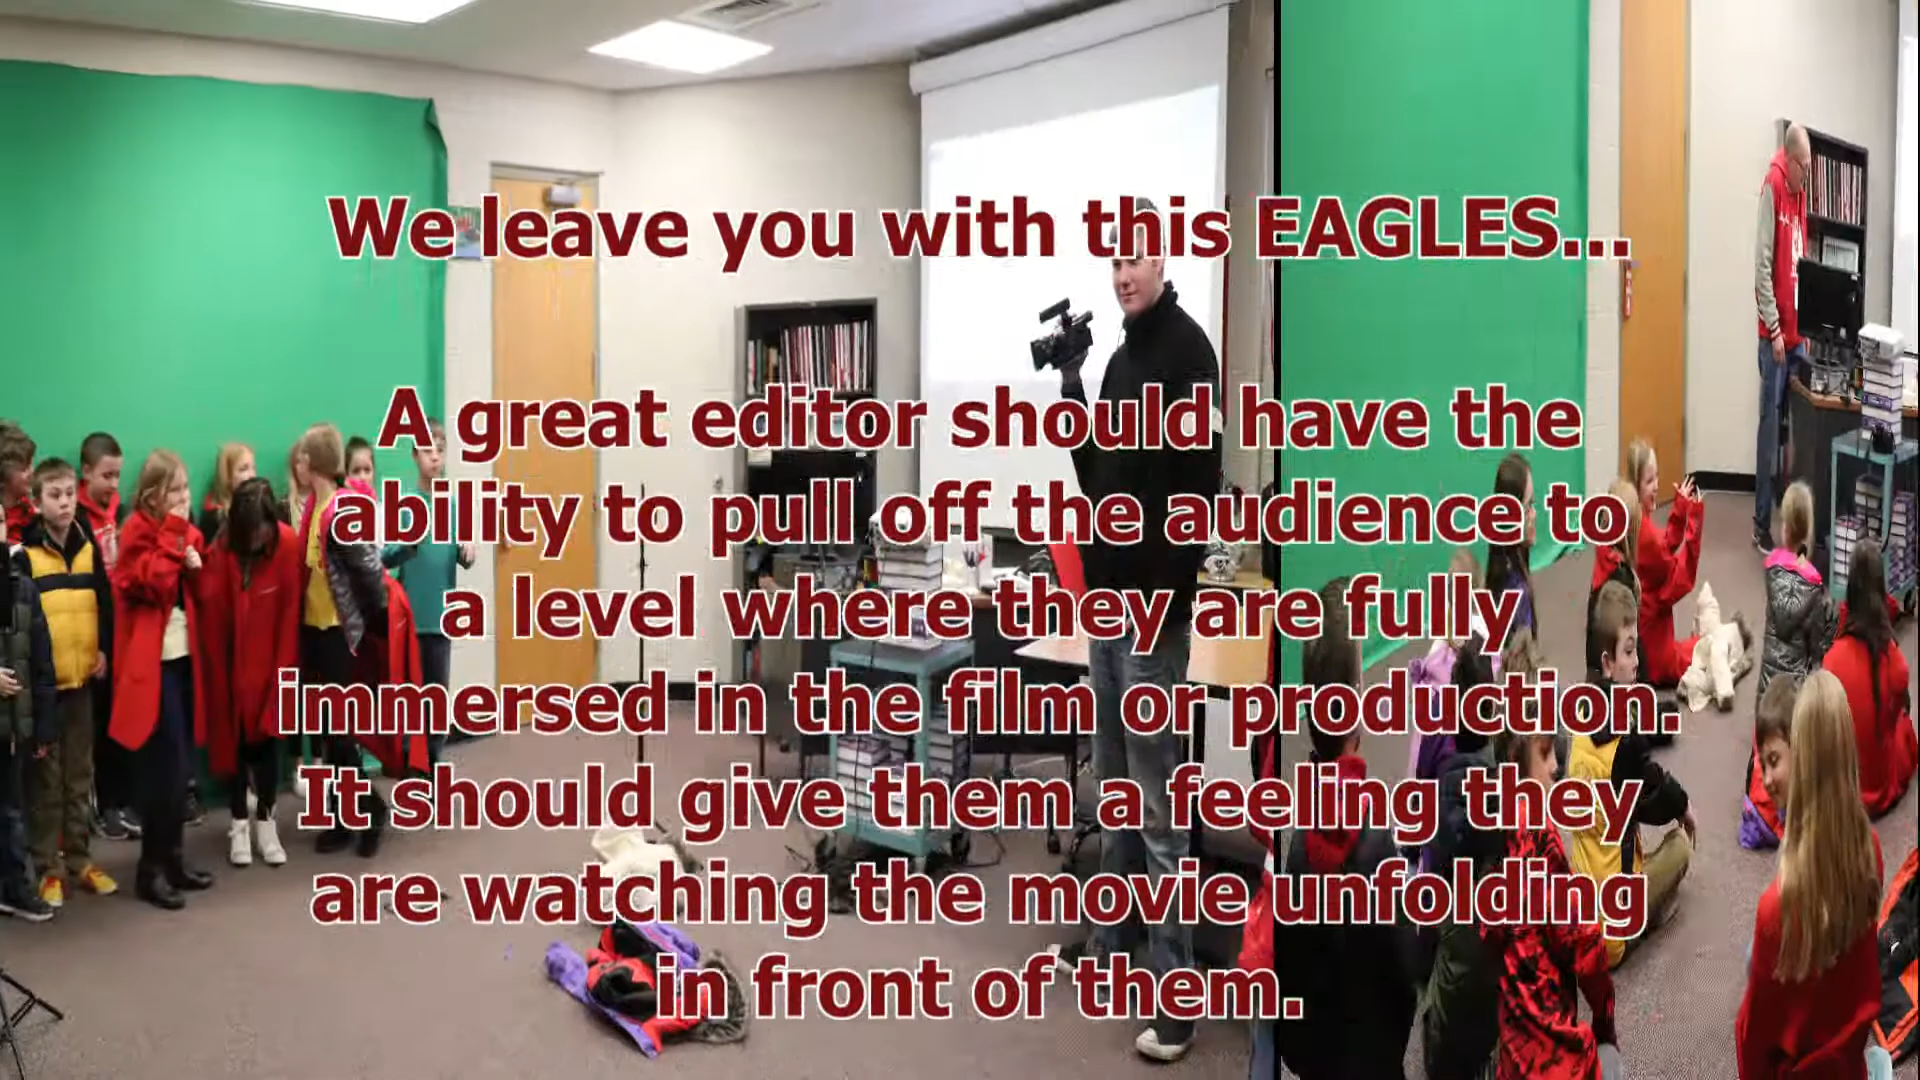 We leave you with this EAGLES...
A great editor should have the
ability to pull off the audience to
a level where they are fully
immersed in the film or production.
It should give them a feeling they
are watching the movie unfolding
in front of them.